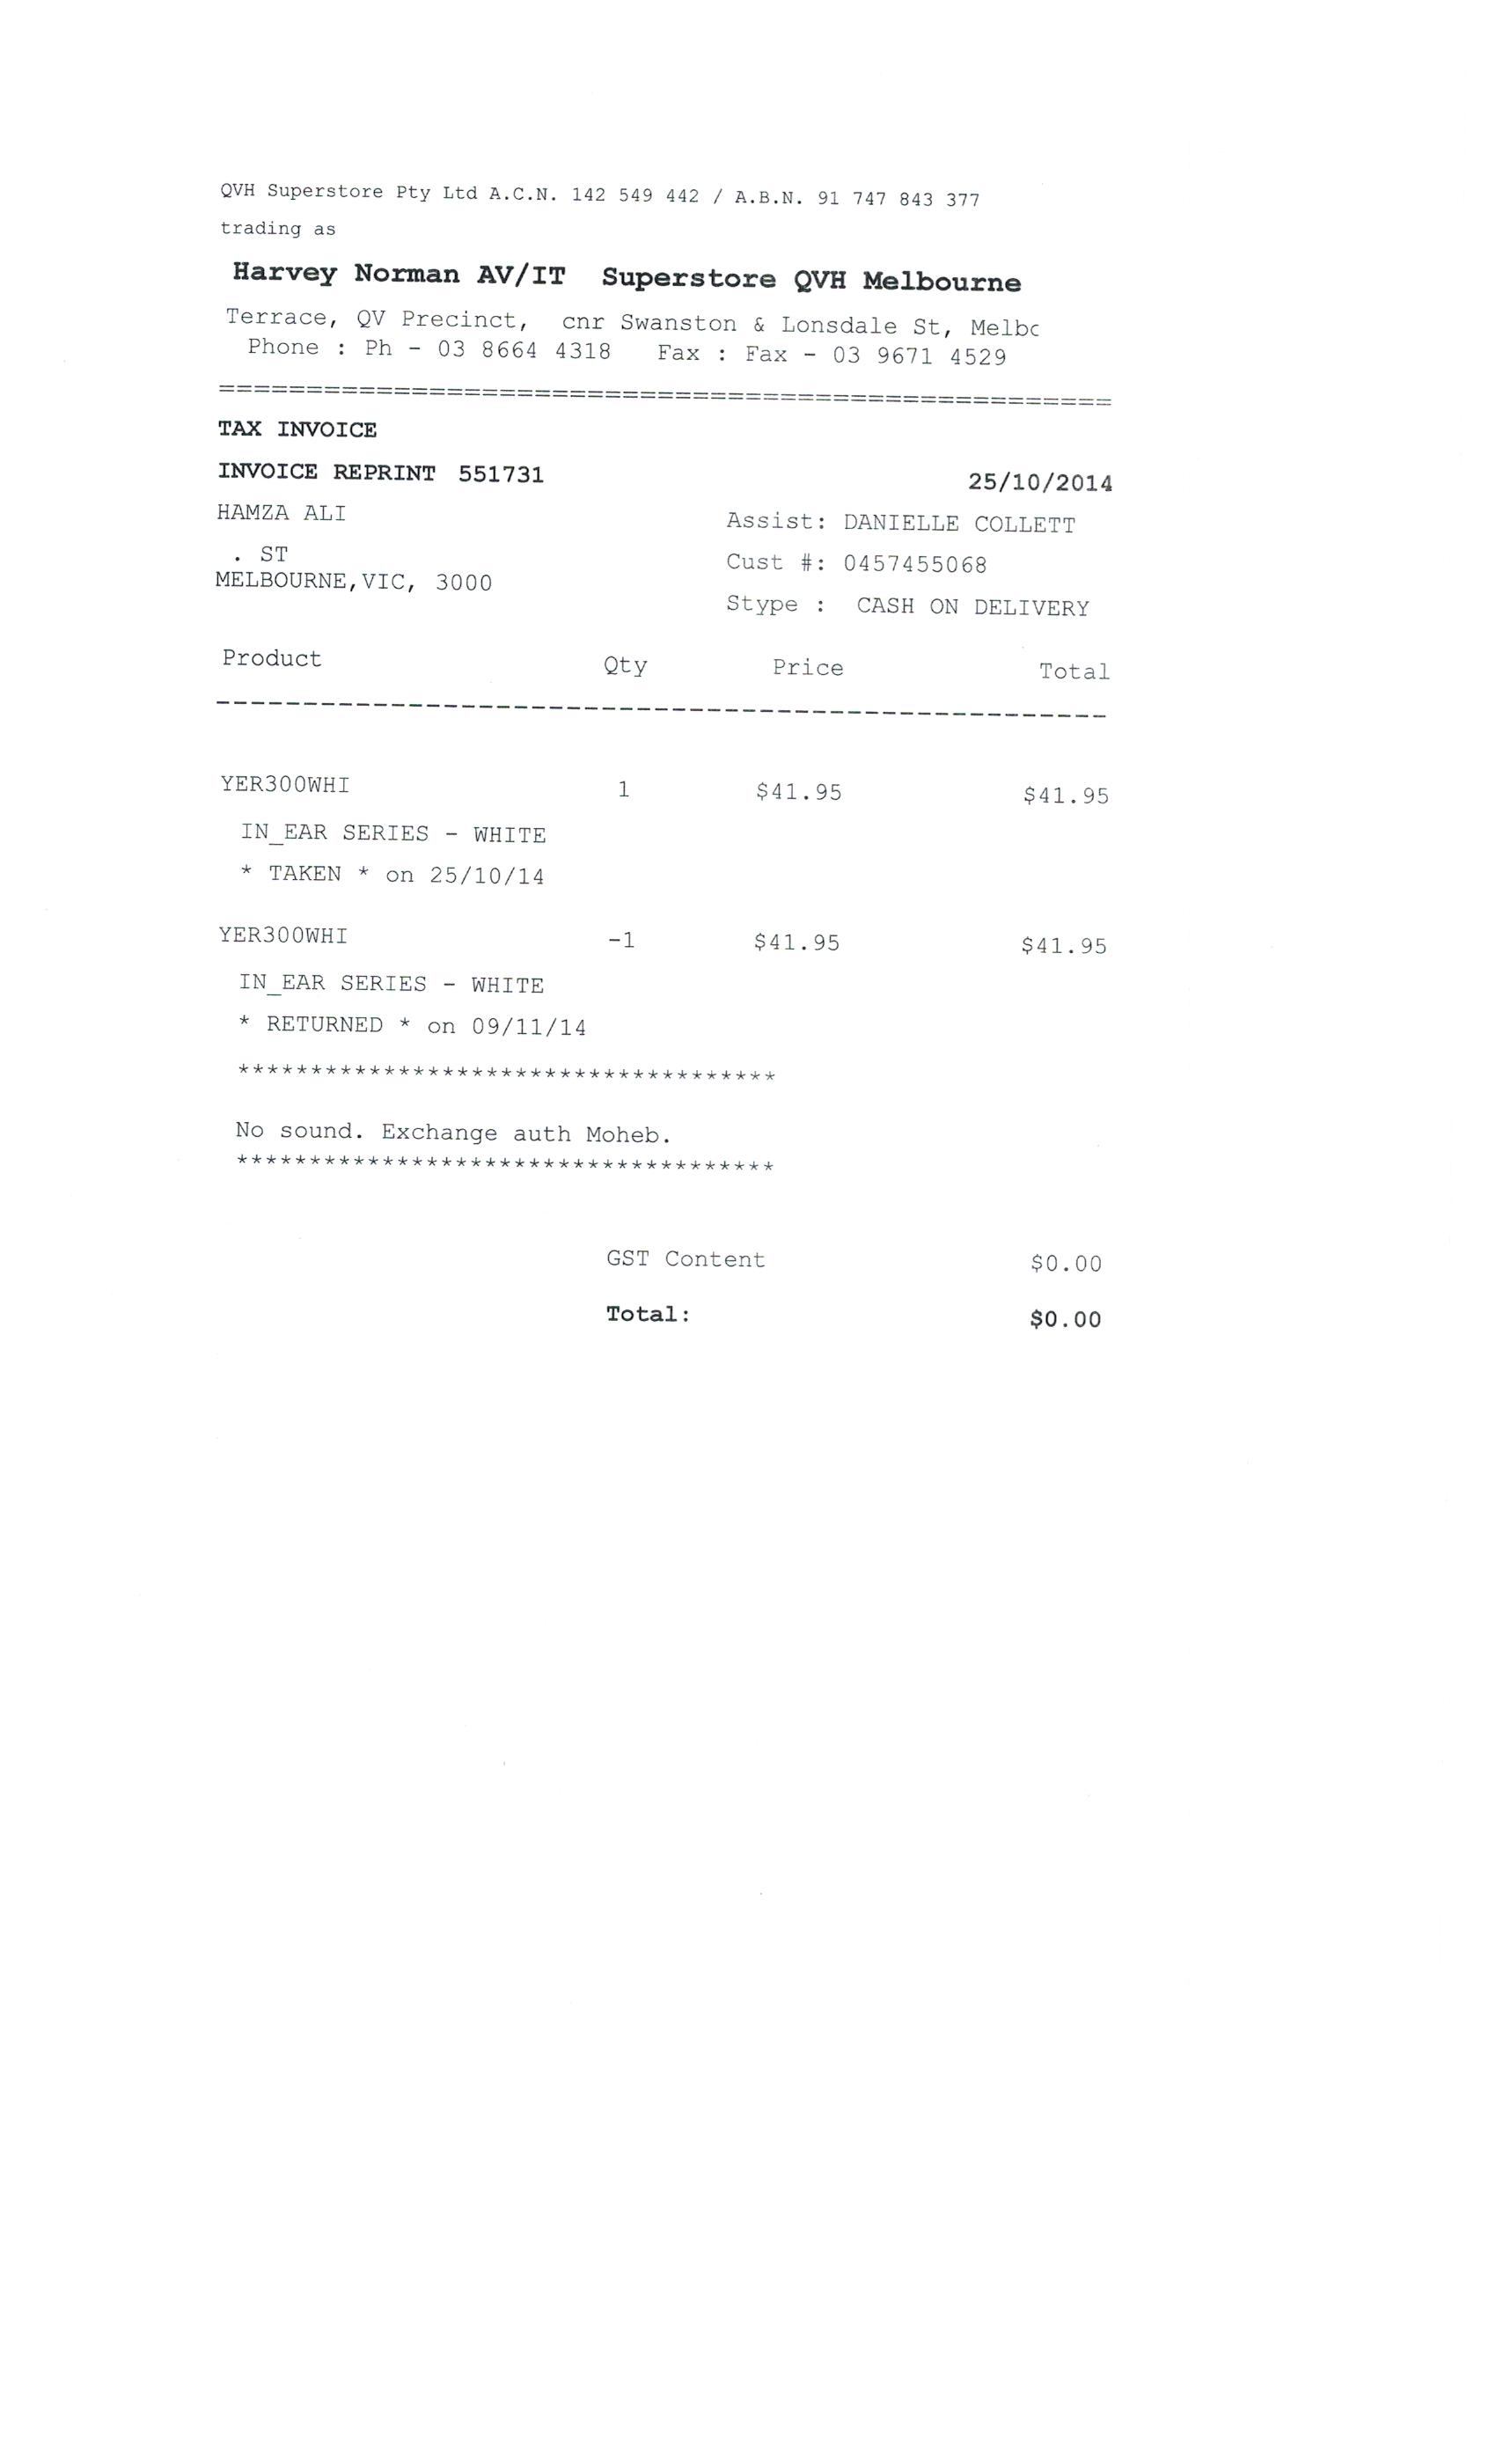 QVH Superstore Pty Ltd A.C.N. 142 549 442 / A.B.N. 91 747 843 377
trading as
Harvey Norman AV/IT  Superstore QVH Melbourne
Terrace, QV Precinct,  cnr Swanston & Lonsdale St, Melbc
Phone : Ph - 03 8664 4318   Fax : Fax - 03 9671 4529
=====================================================
TAX INVOICE
INVOICE REPRINT 551731 25/10/2014
HAMZA ALI Assist: DANIELLE COLLETT
. ST Cust #: 0457455068
MELBOURNE,VIC, 3000
Stype :  CASH ON DELIVERY
Product Qty Price Total
-----------------------------------------------------
YER300WHI 1 $41.95 $41.95
IN_EAR SERIES - WHITE
* TAKEN * on 25/10/14
YER300WHI -1 $41.95 $41.95
IN_EAR SERIES - WHITE
* RETURNED * on 09/11/14
*************************************
No sound. Exchange auth Moheb.
*************************************
GST Content $0.00
Total: $0.00